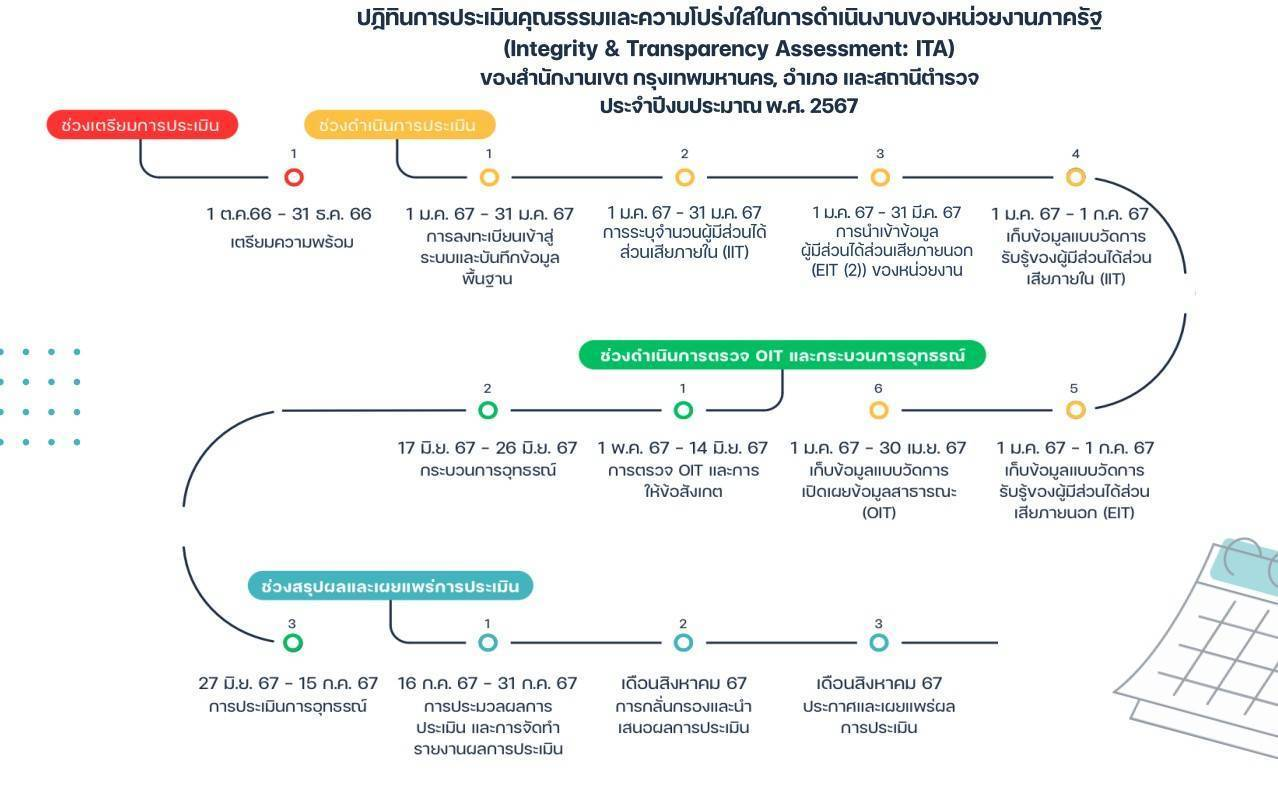 ปฏิทินการประเมินคุณธรรมและความโปร่งใสในการดำเนินงานของหน่วยงานภาครัฐ
(Integrity & Transparency Assessment: ITA)
ของสำนักงานเขต กรุงเทพมหานคร, อำเภอ และสถานีตำรวจ
ประจำปีงบประมาณ พ.ศ. 2567
ช่วงเตรียมการประเมิน
1
1 ต.ค.66 - 31 ธ.ค. 66
เตรียมความพร้อม
ช่วงดำเนินการประเมิน
1
1 ม.ค. 67 - 31 ม.ค. 67
การลงทะเบียนเข้าสู่
ระบบและบันทึกข้อมูล
พื้นฐาน
2
1 ม.ค. 67 - 31 ม.ค. 67
การระบุจำนวนผู้มีส่วนได้
ส่วนเสียภายใน (IIT)
3
1 ม.ค. 67 - 31 มี.ค. 67
การนำเข้าข้อมูล
ผู้มีส่วนได้ส่วนเสียภายนอก
(EIT (2)) ของหน่วยงาน
4
1 ม.ค. 67 - 1 ก.ค. 67
เก็บข้อมูลแบบวัดการ
รับรู้ของผู้มีส่วนได้ส่วน
เสียภายใน (IIT)
5
1 ม.ค. 67 - 1 ก.ค. 67
เก็บข้อมูลแบบวัดการ
รับรู้ของผู้มีส่วนได้ส่วน
เสียภายนอก (EIT)
6
1 ม.ค. 67 - 30 เม.ย. 67
เก็บข้อมูลแบบวัดการ
เปิดเผยข้อมูลสาธารณะ
(OIT)
ช่วงดำเนินการตรวจ OIT และกระบวนการอุทธรณ์
1
1 พ.ค. 67 - 14 มิ.ย. 67
การตรวจ OIT และการ
ให้ข้อสังเกต
2
17 มิ.ย. 67 - 26 มิ.ย. 67
กระบวนการอุทธรณ์
3
27 มิ.ย. 67 - 15 ก.ค. 67
การประเมินการอุทธรณ์
ช่วงสรุปผลและเผยแพร่การประเมิน
1
16 ก.ค. 67 - 31 ก.ค. 67
การประมวลผลการ
ประเมิน และการจัดทำ
รายงานผลการประเมิน
2
เดือนสิงหาคม 67
การกลั่นกรองและนำ
เสนอผลการประเมิน
3
เดือนสิงหาคม 67
ประกาศและเผยแพร่ผล
การประเมิน